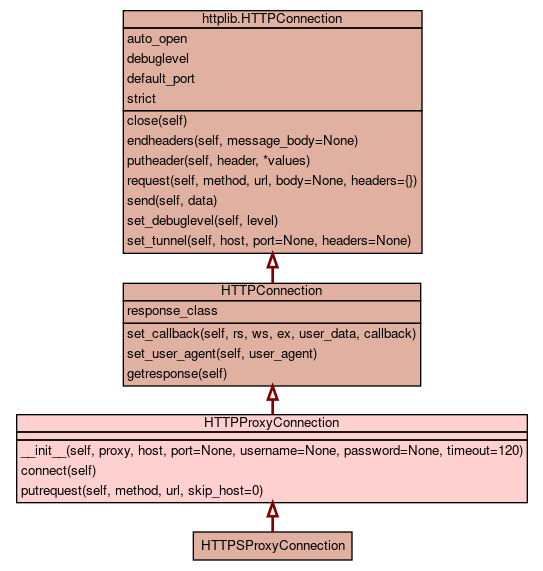 httplib.HTTPConnection
auto_open
debuglevel
default_port
strict
close(self)
endheaders(self, message_body=None)
putheader(self, header, *values)
request(self, method, url, body=None, headers={})
send(self, data)
set_debuglevel(self, level)
set_tunnel(self, host, port=None, headers=None)
HTTPConnection
response_class
set_callback(self, rs, ws, ex, user_data, callback)
set_user_agent(self, user_agent)
getresponse(self)
HTTPProxyConnection
__init__(self, proxy, host, port=None, username=None, password=None, timeout=120)
connect(self)
putrequest(self, method, url, skip_host=0)
HTTPSProxyConnection